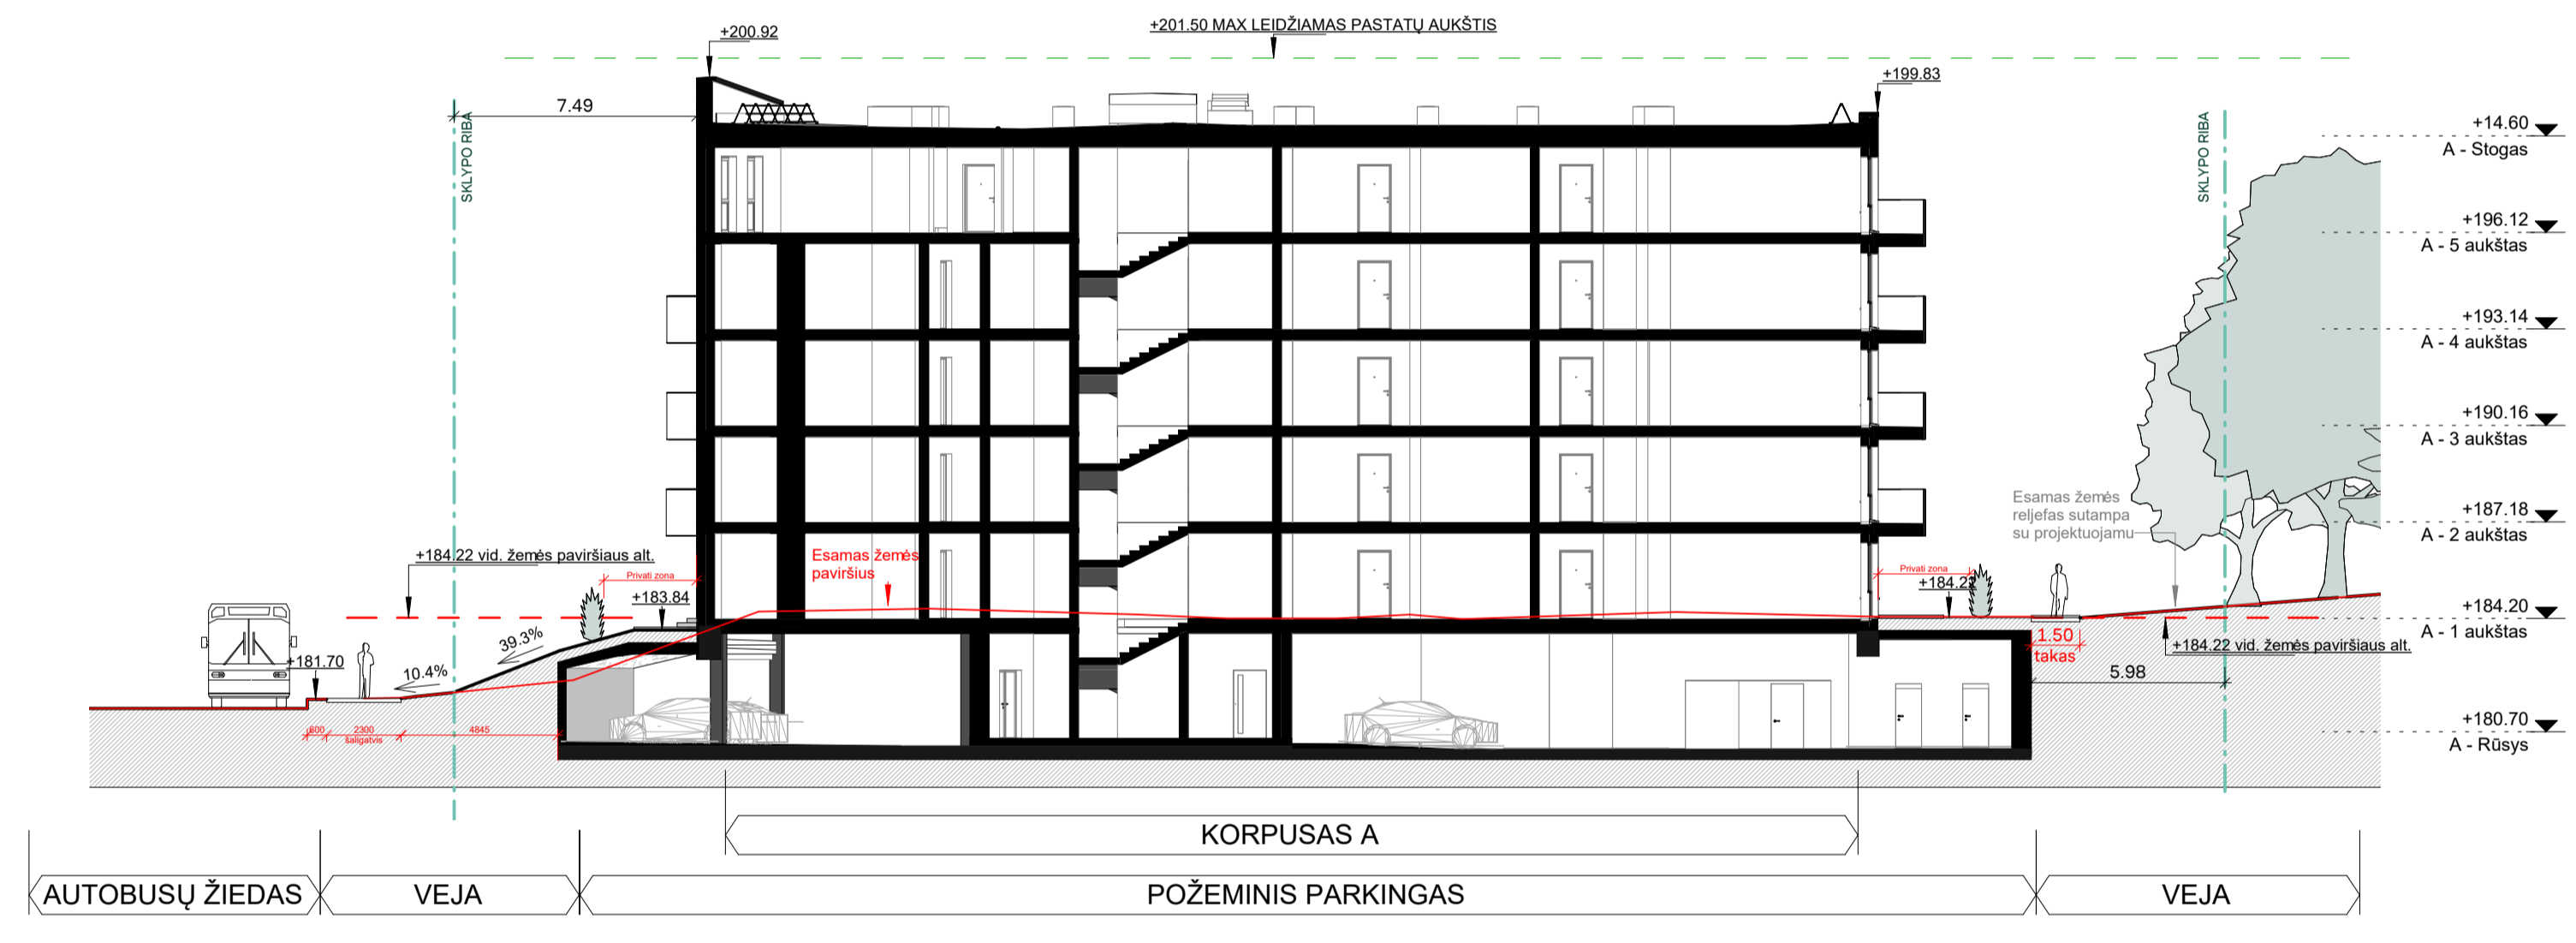 +201.50 MAX LEIDŽIAMAS PASTATŲ AUKŠTIS
+200.92
+199.83
7.49
SKLYPO RIBA
SKLYPO RIBA
+14.60
A - Stogas
+196.12
A - 5 aukštas
+193.14
A - 4 aukštas
+190.16
A - 3 aukštas
+187.18
A - 2 aukštas
+184.20
A - 1 aukštas
+180.70
A - Rūsys
Esamas žemės
reljefas sutampa
su projektuojamu
+184.22 vid. žemės paviršiaus alt.
Privati zona
+183.84
Esamas žemės
paviršius
Privati zona
+184.22
39.3%
10.4%
+181.70
600
2300
šaligatvis
4845
1.50
takas
+184.22 vid. žemės paviršiaus alt.
5.98
KORPUSAS A
AUTOBUSŲ ŽIEDAS
VEJA
POŽEMINIS PARKINGAS
VEJA